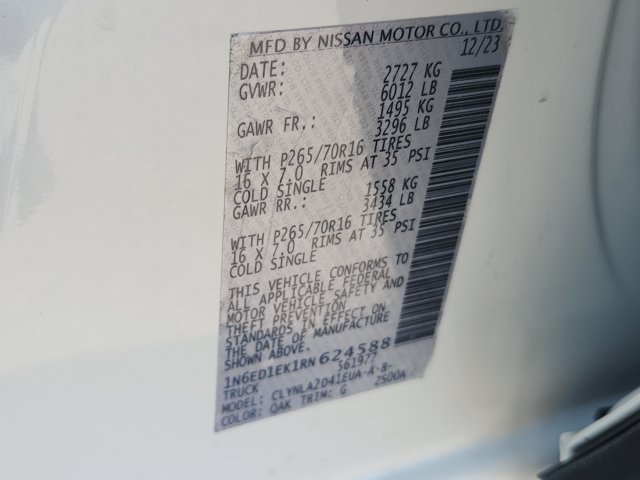 MFD BY NISSAN MOTOR CO., LTD.
DATE: 12/23
GVWR: 2727 KG
6012 LB
GAWR FR.: 1495 KG
3296 LB
WITH P265/70R16 TIRES
16 X 7.0 RIMS AT 35 PSI
COLD SINGLE
GAWR RR.: 1558 KG
3434 LB
WITH P265/70R16 TIRES
16 X 7.0 RIMS AT 35 PSI
COLD SINGLE
THIS VEHICLE CONFORMS TO
ALL APPLICABLE FEDERAL
MOTOR VEHICLE SAFETY AND
THEFT PREVENTION
STANDARDS IN EFFECT ON
THE DATE OF MANUFACTURE
SHOWN ABOVE.
1N6ED1EK1RN 624588
TRUCK 561977
MODEL: CLYNLA2D41EUA-A-B-
COLOR: QAK TRIM: G 2S00A